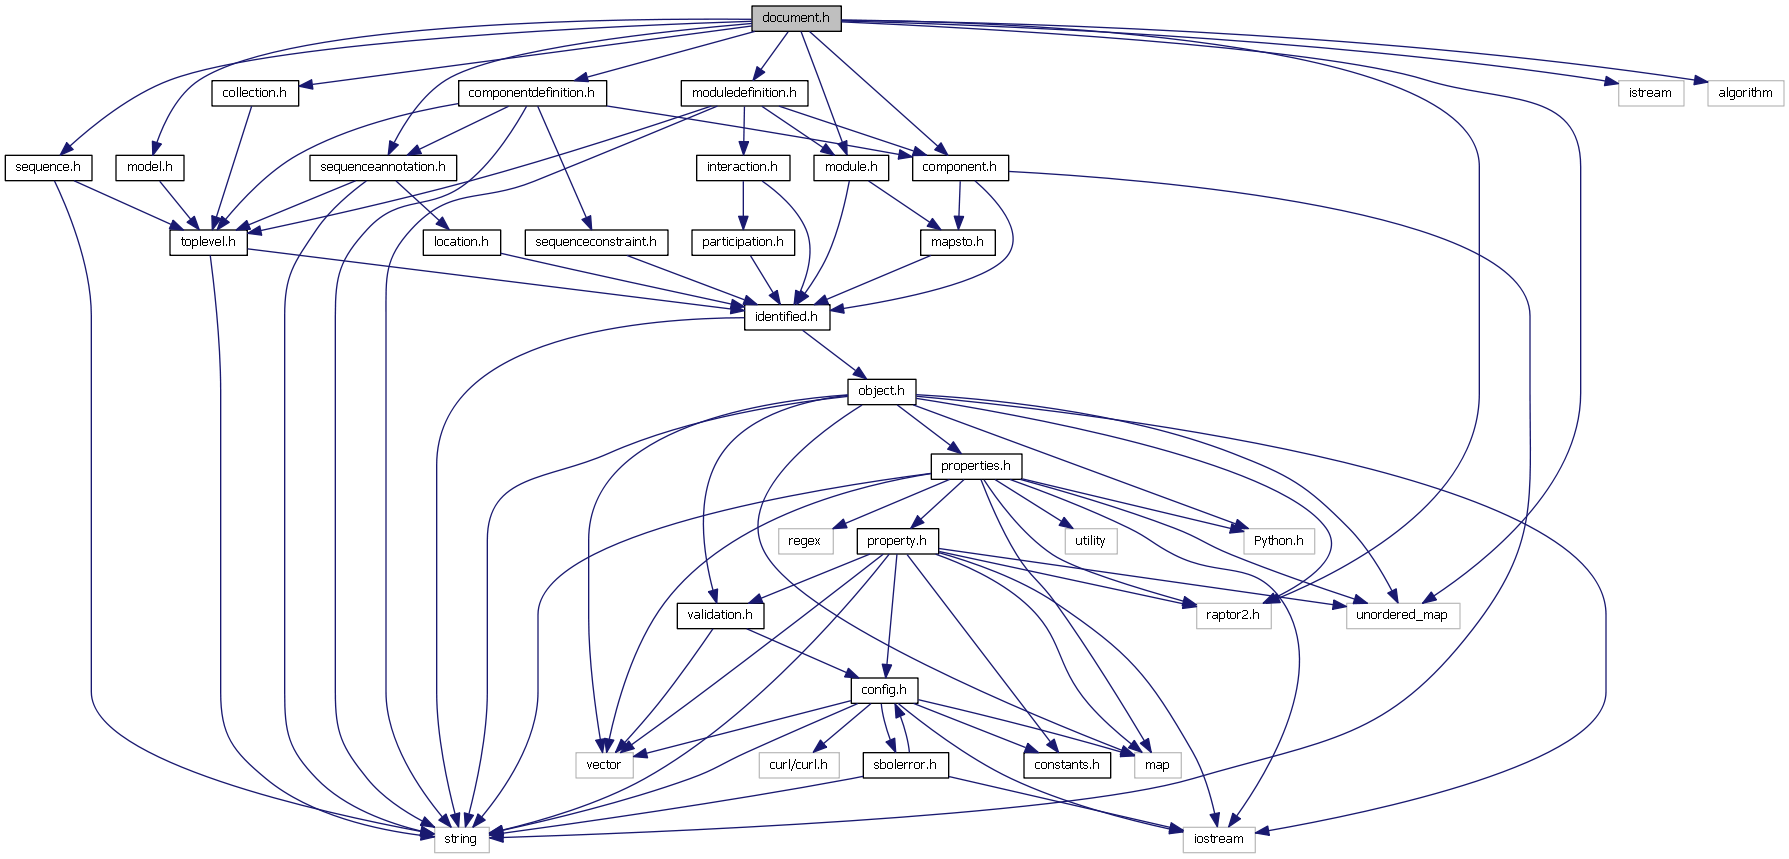 document.h
collection.h
componentdefinition.h
moduledefinition.h
istream
algorithm
sequence.h
model.h
sequenceannotation.h
interaction.h
module.h
component.h
toplevel.h
location.h
sequenceconstraint.h
participation.h
mapsto.h
identified.h
object.h
properties.h
regex
property.h
utility
Python.h
validation.h
raptor2.h
unordered_map
config.h
vector
curl/curl.h
sbolerror.h
constants.h
map
string
iostream